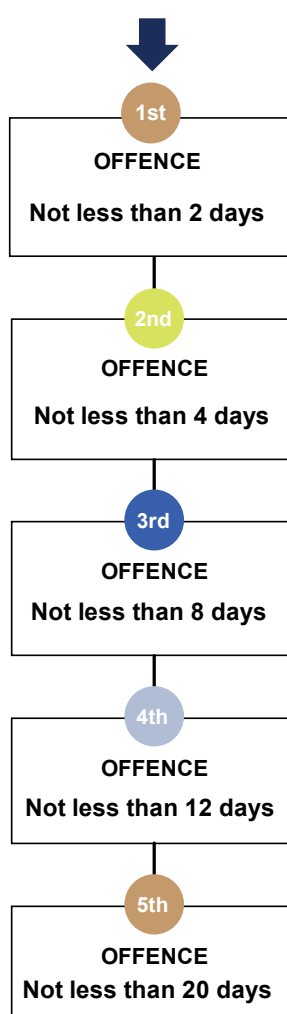 1st
OFFENCE
Not less than 2 days
2nd
OFFENCE
Not less than 4 days
3rd
OFFENCE
Not less than 8 days
4th
OFFENCE
Not less than 12 days
5th
OFFENCE
Not less than 20 days